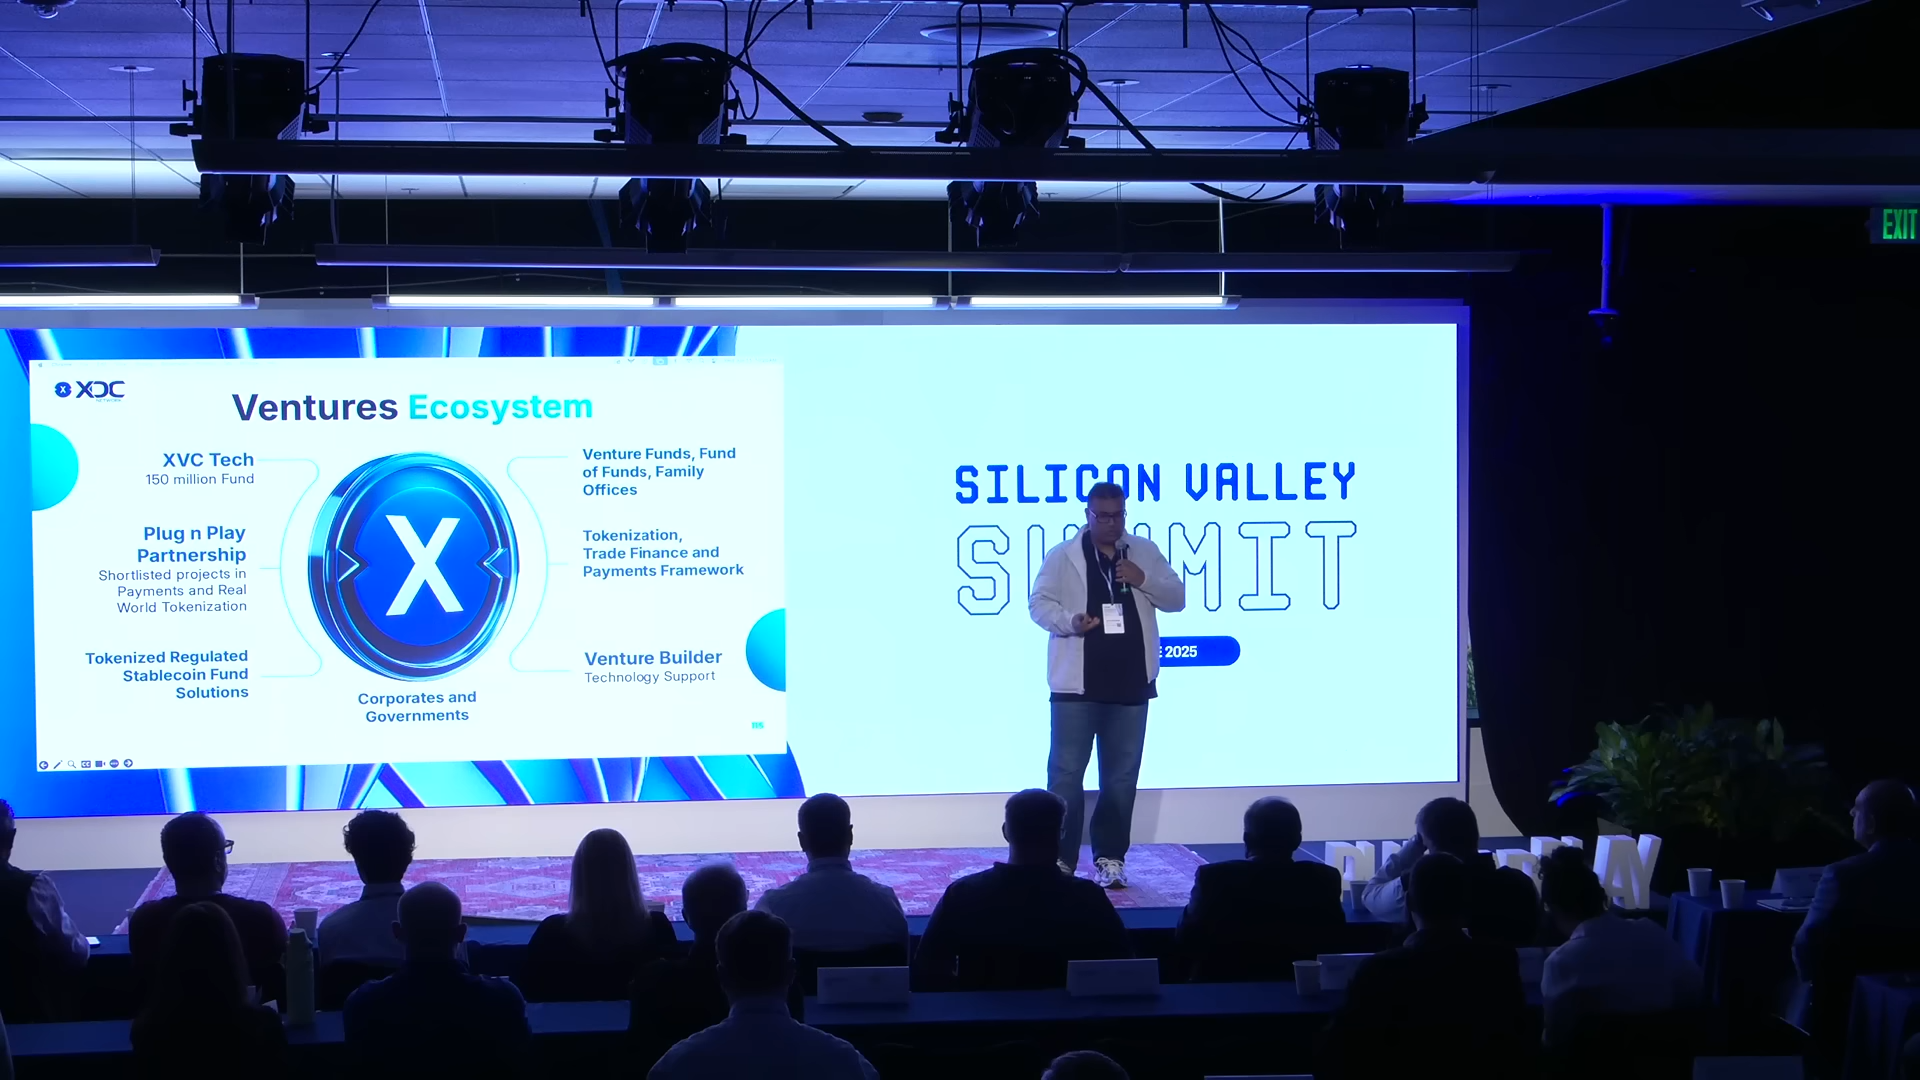 EXIT
XDC
Ventures Ecosystem
XVC Tech
150 million Fund
Plug n Play
Partnership
Shortlisted projects in
Payments and Real
World Tokenization
Tokenized Regulated
Stablecoin Fund
Solutions
X
Corporates and
Governments
Venture Funds, Fund
of Funds, Family
Offices
Tokenization,
Trade Finance and
Payments Framework
Venture Builder
Technology Support
SILICON VALLEY
SUMMIT
2025